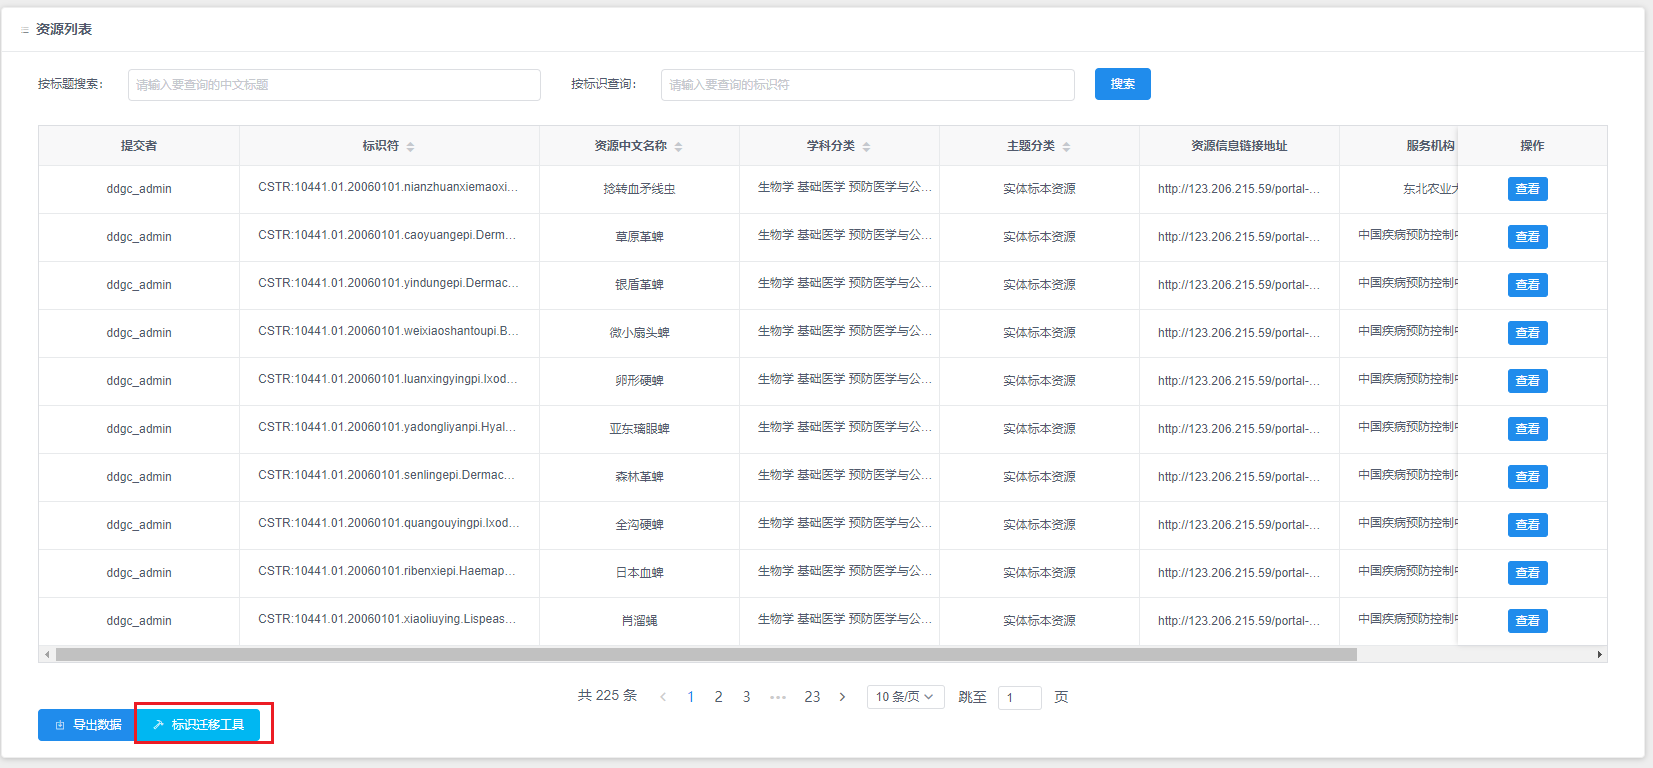 资源列表
按标题搜索： 请输入要查询的中文标题 按标识查询： 请输入要查询的标识符 搜索
提交者 标识符 资源中文名称 学科分类 主题分类 资源信息链接地址 服务机构 操作
ddgc_admin CSTR:10441.01.20060101.nianzhuanxiemaoxi... 捻转血矛线虫 生物学 基础医学 预防医学与公... 实体标本资源 http://123.206.215.59/portal-... 东北农业大 查看
ddgc_admin CSTR:10441.01.20060101.caoyuangepi.Derm... 草原革蜱 生物学 基础医学 预防医学与公... 实体标本资源 http://123.206.215.59/portal-... 中国疾病预防控制中 查看
ddgc_admin CSTR:10441.01.20060101.yindungepi.Dermac... 银盾革蜱 生物学 基础医学 预防医学与公... 实体标本资源 http://123.206.215.59/portal-... 中国疾病预防控制中 查看
ddgc_admin CSTR:10441.01.20060101.weixiaoshantoupi.B... 微小扇头蜱 生物学 基础医学 预防医学与公... 实体标本资源 http://123.206.215.59/portal-... 中国疾病预防控制中 查看
ddgc_admin CSTR:10441.01.20060101.luanxingyingpi.Ixod... 卵形硬蜱 生物学 基础医学 预防医学与公... 实体标本资源 http://123.206.215.59/portal-... 中国疾病预防控制中 查看
ddgc_admin CSTR:10441.01.20060101.yadongliyanpi.Hyal... 亚东璃眼蜱 生物学 基础医学 预防医学与公... 实体标本资源 http://123.206.215.59/portal-... 中国疾病预防控制中 查看
ddgc_admin CSTR:10441.01.20060101.senlingepi.Dermac... 森林革蜱 生物学 基础医学 预防医学与公... 实体标本资源 http://123.206.215.59/portal-... 中国疾病预防控制中 查看
ddgc_admin CSTR:10441.01.20060101.quangouyingpi.Ixod... 全沟硬蜱 生物学 基础医学 预防医学与公... 实体标本资源 http://123.206.215.59/portal-... 中国疾病预防控制中 查看
ddgc_admin CSTR:10441.01.20060101.ribenxiepi.Haemap... 日本血蜱 生物学 基础医学 预防医学与公... 实体标本资源 http://123.206.215.59/portal-... 中国疾病预防控制中 查看
ddgc_admin CSTR:10441.01.20060101.xiaoliuying.Lispeas... 肖溜蝇 生物学 基础医学 预防医学与公... 实体标本资源 http://123.206.215.59/portal-... 中国疾病预防控制中 查看
共 225 条 1 2 3 ... 23 10 条/页 跳至 1 页
导出数据 标识迁移工具